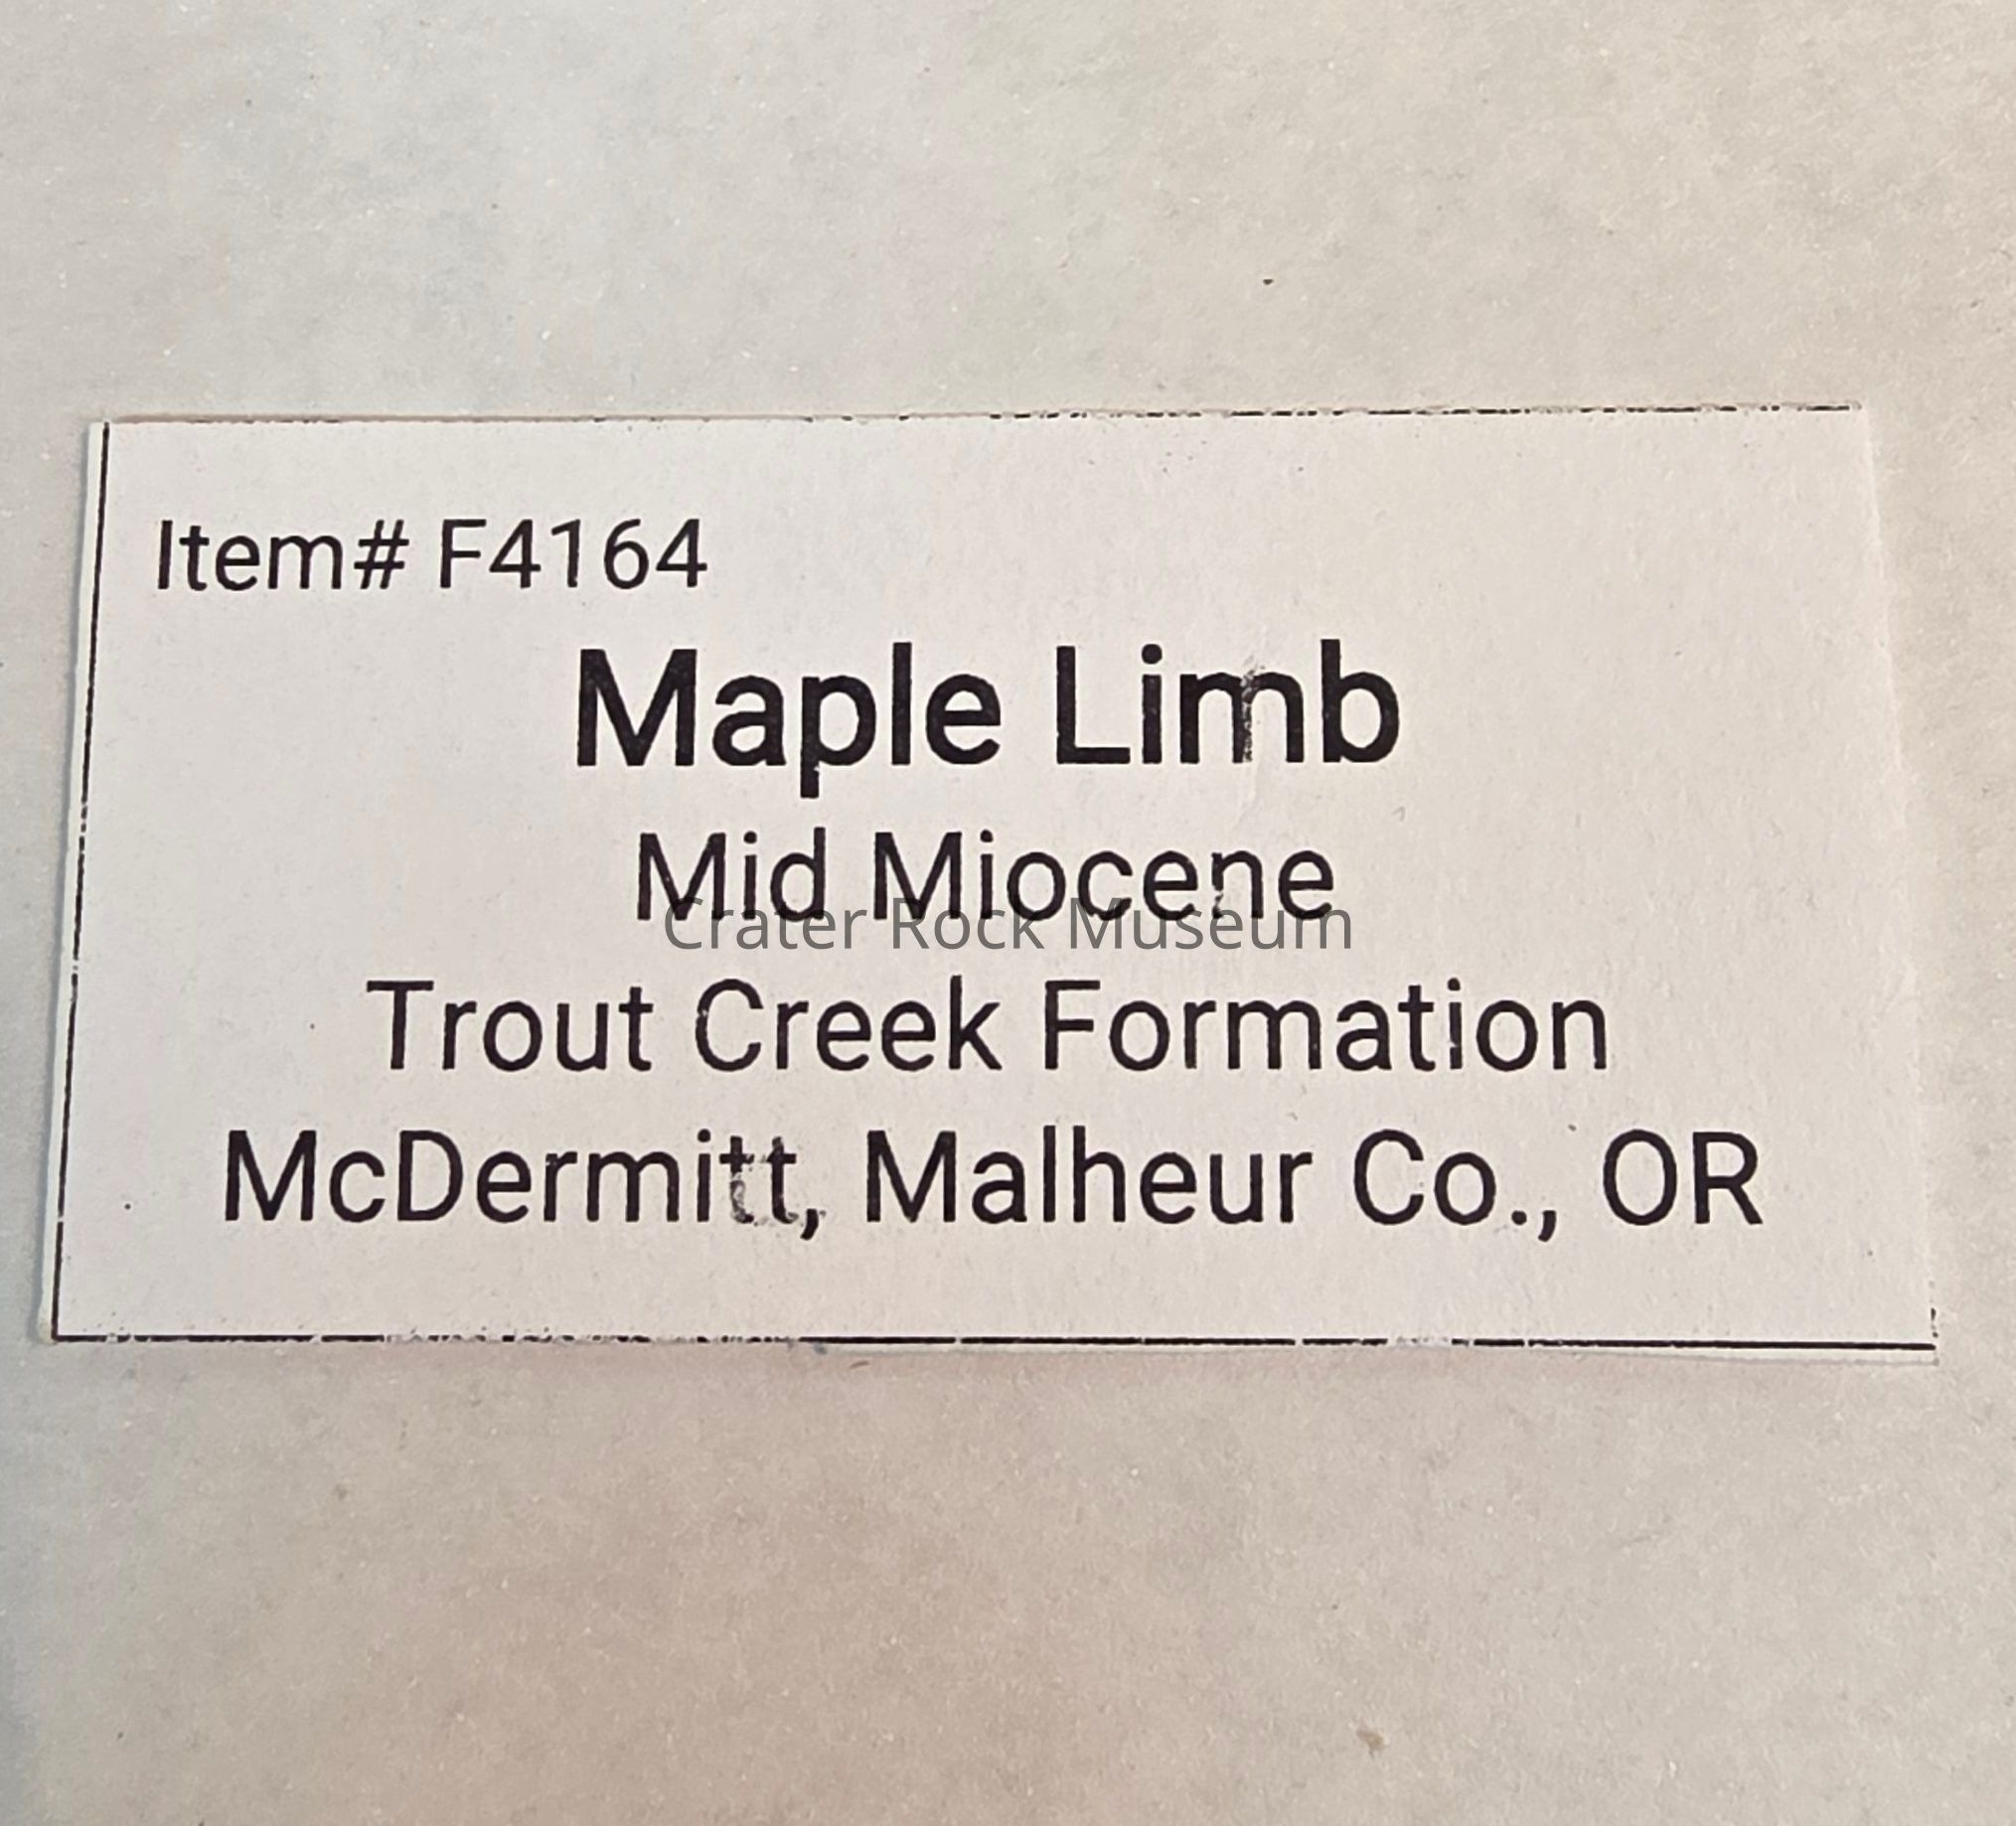 Item# F4164
Maple Limb
Mid Miocene
Crater Rock Museum
Trout Creek Formation
McDermitt, Malheur Co., OR